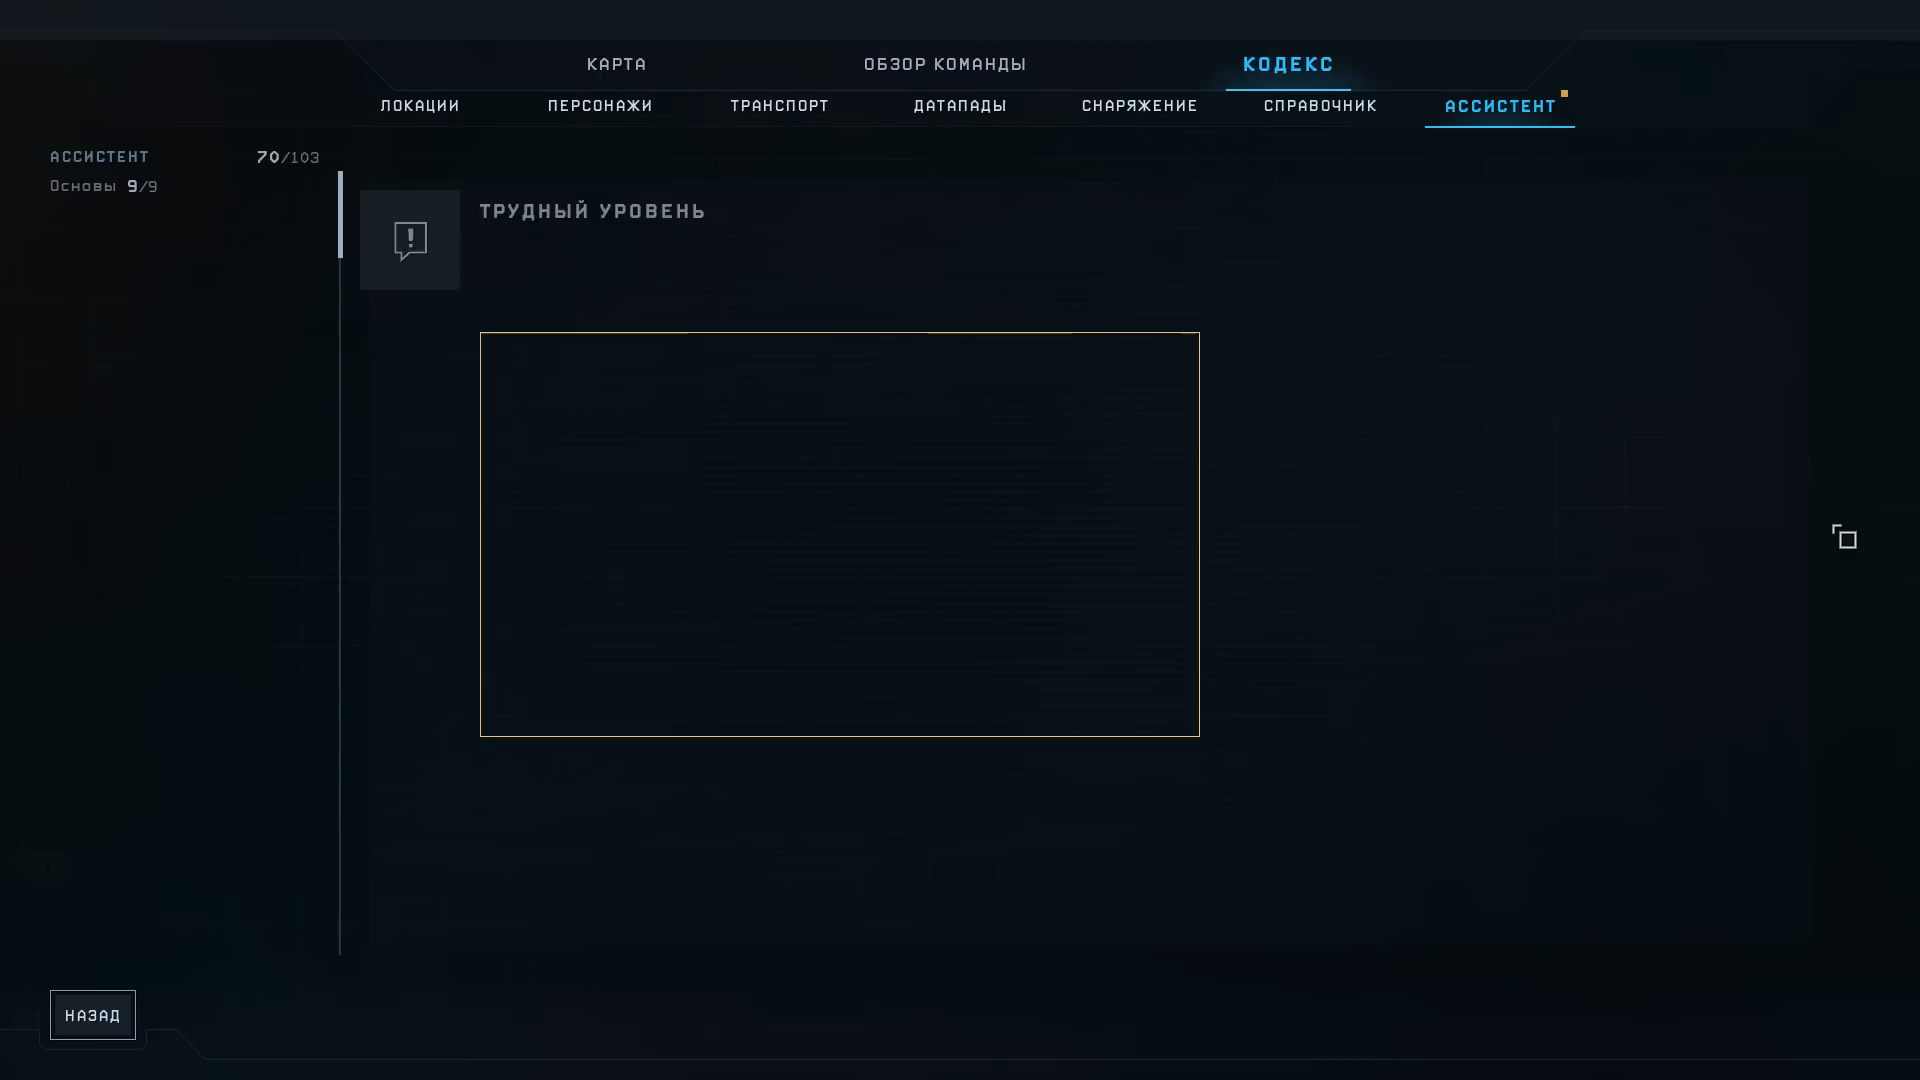 КАРТА ОБЗОР КОМАНДЫ КОДЕКС
ЛОКАЦИИ ПЕРСОНАЖИ ТРАНСПОРТ ДАТАПАДЫ СНАРЯЖЕНИЕ СПРАВОЧНИК АССИСТЕНТ
АССИСТЕНТ 70/103
Основы 9/9
ТРУДНЫЙ УРОВЕНЬ
НАЗАД